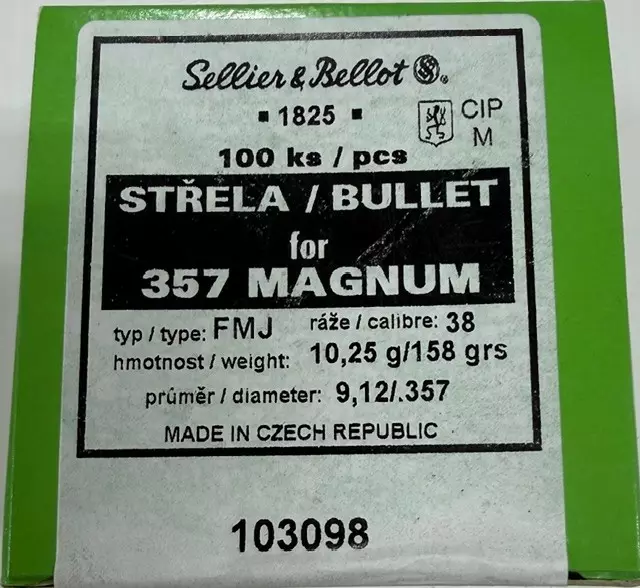 Sellier & Bellot S&B ®
▪ 1825 ▪
CIP
M
100 ks / pcs
STŘELA / BULLET
for
357 MAGNUM
typ / type: FMJ ráže / calibre: 38
hmotnost / weight: 10,25 g/158 grs
průměr / diameter: 9,12/.357
MADE IN CZECH REPUBLIC
103098